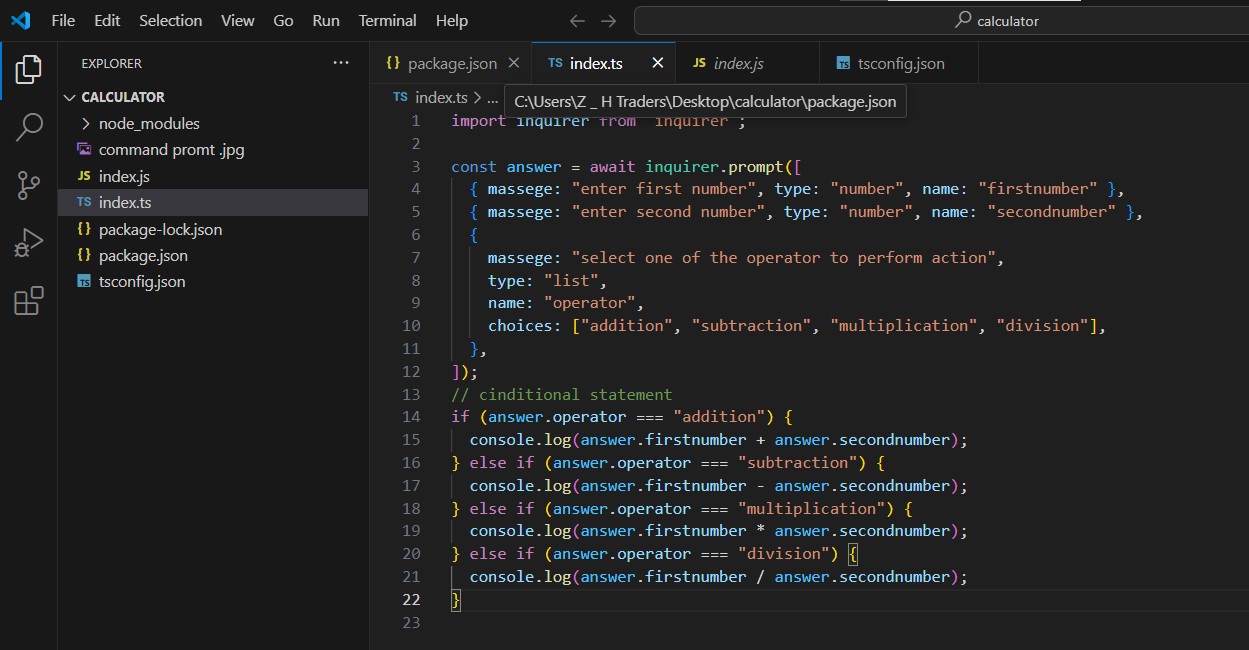 File Edit Selection View Go Run Terminal Help
calculator
EXPLORER
CALCULATOR
node_modules
command promt .jpg
JS index.js
TS index.ts
{} package-lock.json
{} package.json
TS tsconfig.json
{} package.json
TS index.ts
JS index.js
TS tsconfig.json
TS index.ts > ...
C:\Users\Z _ H Traders\Desktop\calculator\package.json
1 import inquirer from "inquirer";
2
3 const answer = await inquirer.prompt([
4 { massege: "enter first number", type: "number", name: "firstnumber" },
5 { massege: "enter second number", type: "number", name: "secondnumber" },
6 {
7 massege: "select one of the operator to perform action",
8 type: "list",
9 name: "operator",
10 choices: ["addition", "subtraction", "multiplication", "division"],
11 },
12 ]);
13 // cinditional statement
14 if (answer.operator === "addition") {
15 console.log(answer.firstnumber + answer.secondnumber);
16 } else if (answer.operator === "subtraction") {
17 console.log(answer.firstnumber - answer.secondnumber);
18 } else if (answer.operator === "multiplication") {
19 console.log(answer.firstnumber * answer.secondnumber);
20 } else if (answer.operator === "division") {
21 console.log(answer.firstnumber / answer.secondnumber);
22 }
23